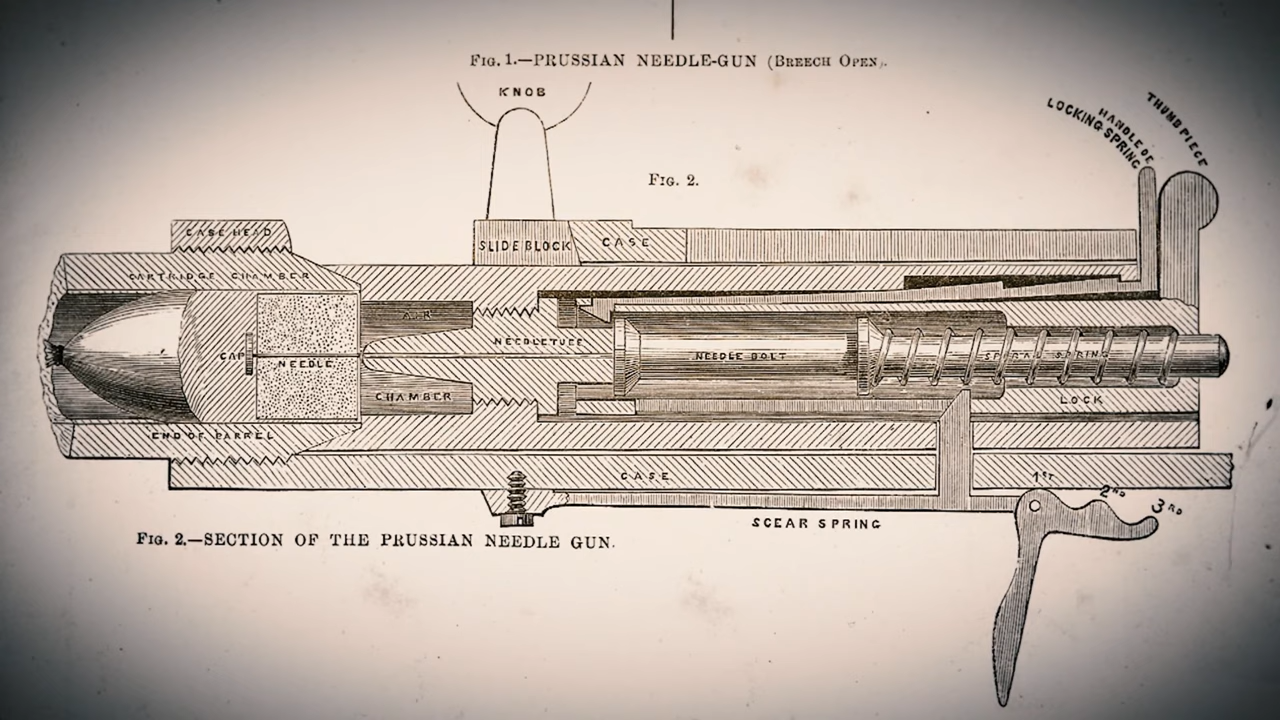 FIG. 1.—PRUSSIAN NEEDLE-GUN (BREECH OPEN).
KNOB
FIG. 2.
THUMB PIECE
HANDLE OF
LOCKING SPRING
CASE HEAD
SLIDE BLOCK
CASE
CARTRIDGE CHAMBER
AIR
NEEDLE TUBE
CAP
NEEDLE
NEEDLE BOLT
SPIRAL SPRING
CHAMBER
LOCK
END OF BARREL
CASE
1ST
2ND
3RD
SCEAR SPRING
FIG. 2.—SECTION OF THE PRUSSIAN NEEDLE GUN.